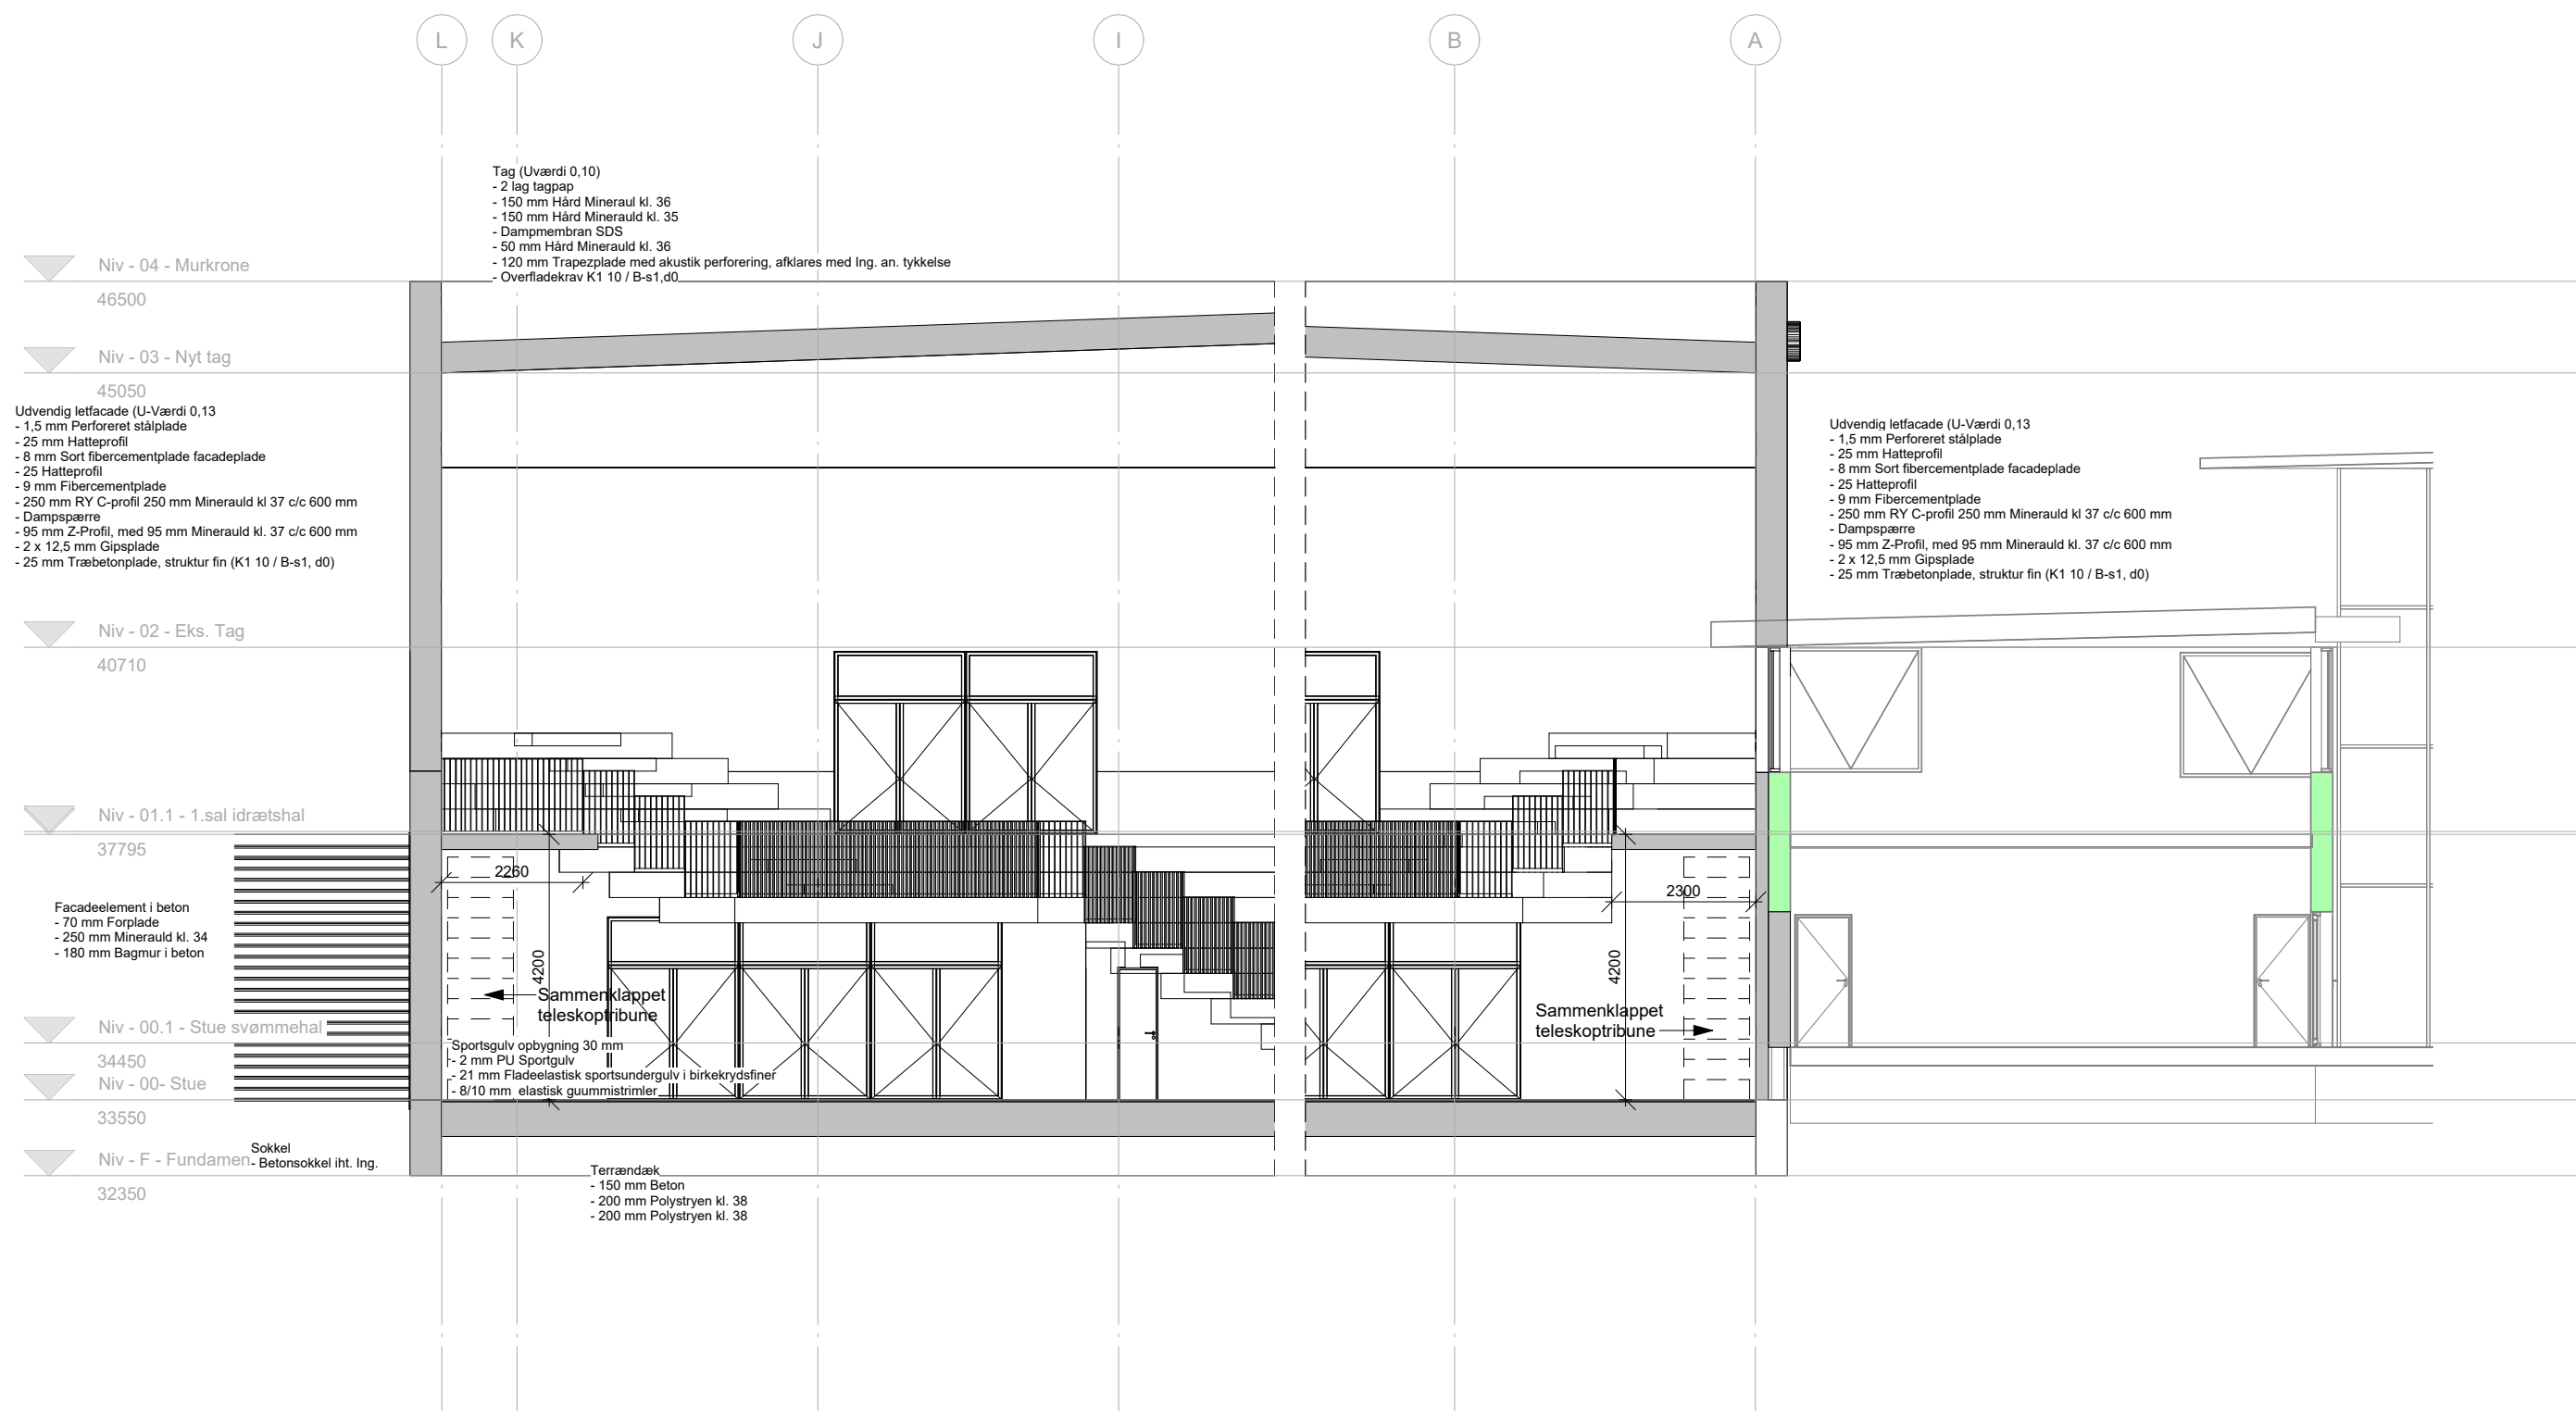 L K J I B A
Tag (Uværdi 0,10)
- 2 lag tagpap
- 150 mm Hård Mineraul kl. 36
- 150 mm Hård Minerauld kl. 35
- Dampmembran SDS
- 50 mm Hård Minerauld kl. 36
- 120 mm Trapezplade med akustik perforering, afklares med Ing. an. tykkelse
- Overfladekrav K1 10 / B-s1,d0
Niv - 04 - Murkrone
46500
Niv - 03 - Nyt tag
45050
Udvendig letfacade (U-Værdi 0,13
- 1,5 mm Perforeret stålplade
- 25 mm Hatteprofil
- 8 mm Sort fibercementplade facadeplade
- 25 Hatteprofil
- 9 mm Fibercementplade
- 250 mm RY C-profil 250 mm Minerauld kl 37 c/c 600 mm
- Dampspærre
- 95 mm Z-Profil, med 95 mm Minerauld kl. 37 c/c 600 mm
- 2 x 12,5 mm Gipsplade
- 25 mm Træbetonplade, struktur fin (K1 10 / B-s1, d0)
Udvendig letfacade (U-Værdi 0,13
- 1,5 mm Perforeret stålplade
- 25 mm Hatteprofil
- 8 mm Sort fibercementplade facadeplade
- 25 Hatteprofil
- 9 mm Fibercementplade
- 250 mm RY C-profil 250 mm Minerauld kl 37 c/c 600 mm
- Dampspærre
- 95 mm Z-Profil, med 95 mm Minerauld kl. 37 c/c 600 mm
- 2 x 12,5 mm Gipsplade
- 25 mm Træbetonplade, struktur fin (K1 10 / B-s1, d0)
Niv - 02 - Eks. Tag
40710
Niv - 01.1 - 1.sal idrætshal
37795
2260
2300
Facadeelement i beton
- 70 mm Forplade
- 250 mm Minerauld kl. 34
- 180 mm Bagmur i beton
4200
4200
Sammenklappet
teleskoptribune
Sammenklappet
teleskoptribune
Niv - 00.1 - Stue svømmehal
34450
Sportsgulv opbygning 30 mm
- 2 mm PU Sportgulv
- 21 mm Fladeelastisk sportsundergulv i birkekrydsfiner
- 8/10 mm elastisk guummistrimler
Niv - 00- Stue
33550
Sokkel
- Betonsokkel iht. Ing.
Niv - F - Fundamen
32350
Terrændæk
- 150 mm Beton
- 200 mm Polystryen kl. 38
- 200 mm Polystryen kl. 38